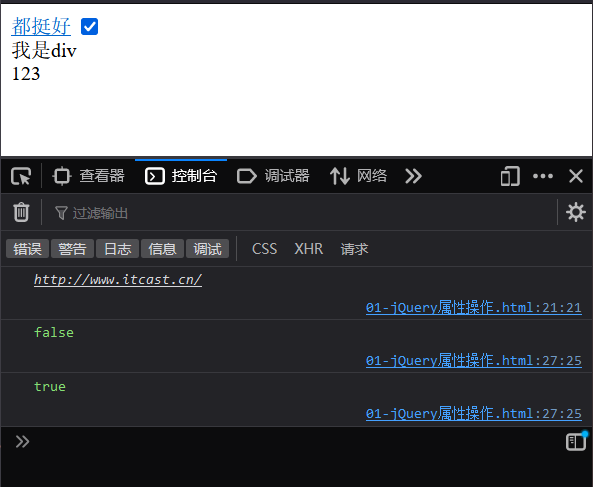 都挺好
我是div
123
查看器 控制台 调试器 网络
过滤输出
错误 警告 日志 信息 调试 CSS XHR 请求
http://www.itcast.cn/
01-jQuery属性操作.html:21:21
false
01-jQuery属性操作.html:27:25
true
01-jQuery属性操作.html:27:25